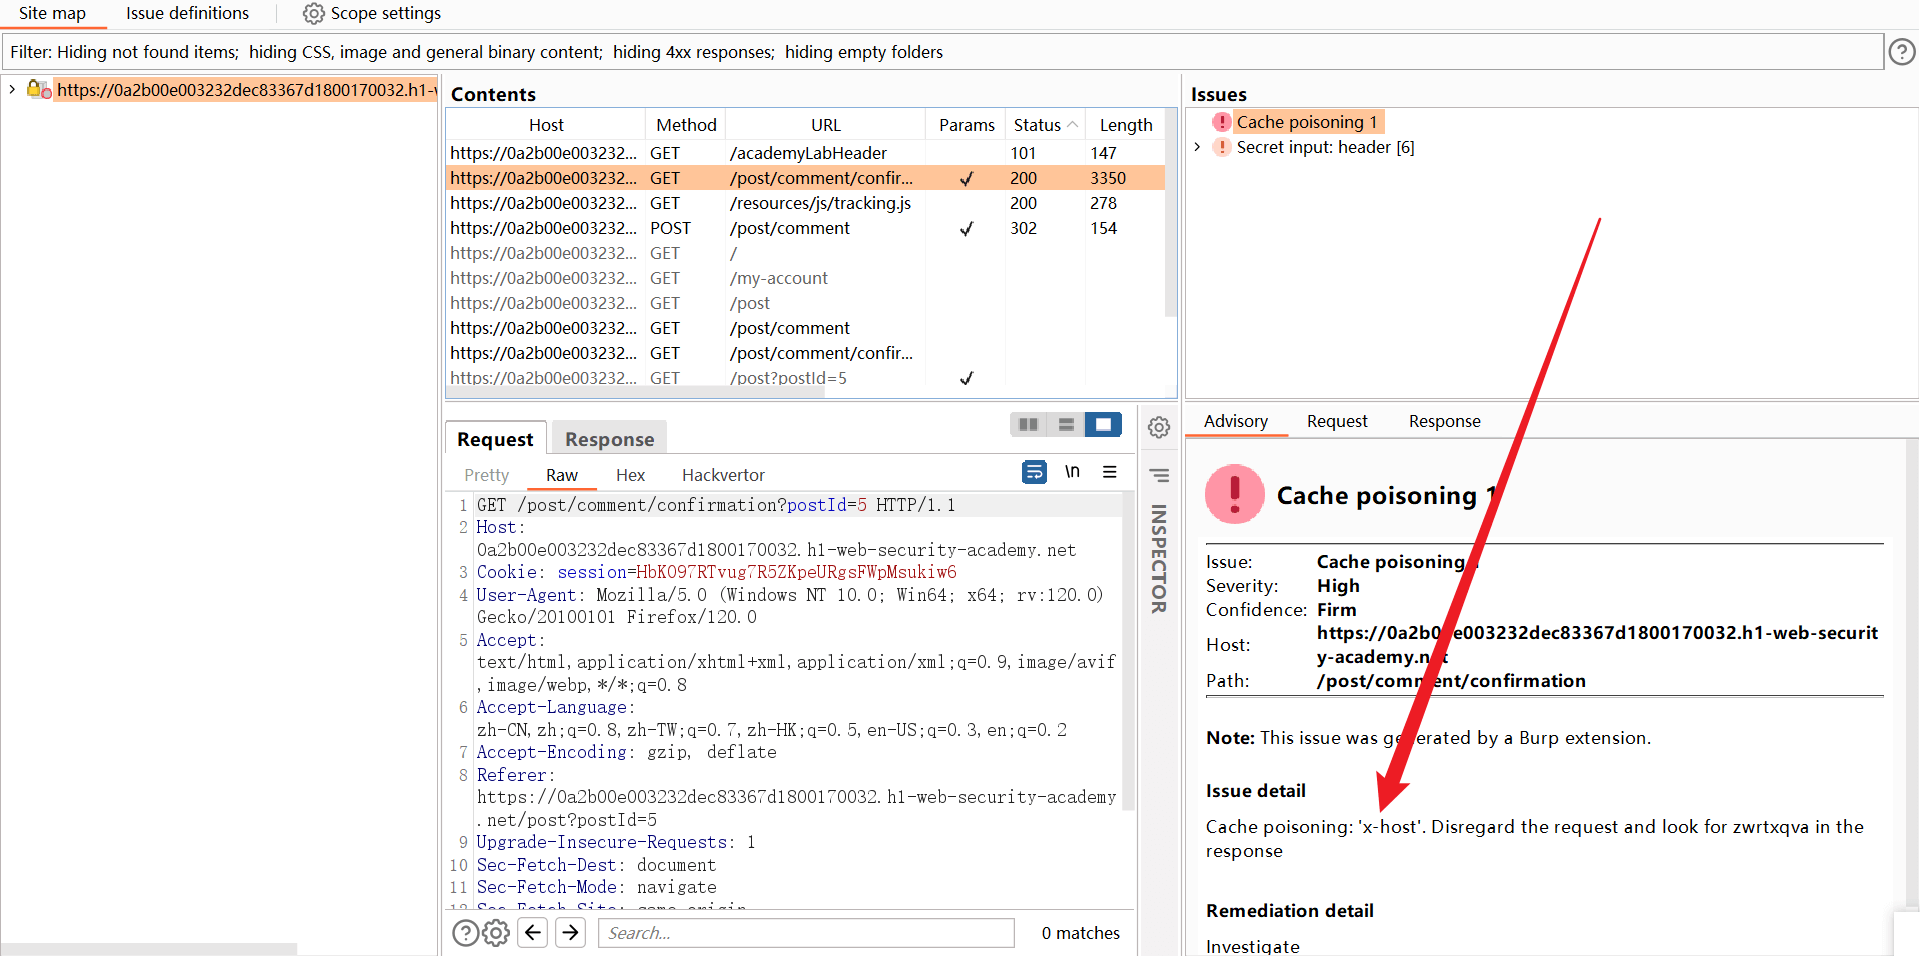 Site map Issue definitions Scope settings
Filter: Hiding not found items; hiding CSS, image and general binary content; hiding 4xx responses; hiding empty folders
https://0a2b00e003232dec83367d1800170032.h1-
Contents
Host Method URL Params Status Length
https://0a2b00e003232... GET /academyLabHeader 101 147
https://0a2b00e003232... GET /post/comment/confir... ✓ 200 3350
https://0a2b00e003232... GET /resources/js/tracking.js 200 278
https://0a2b00e003232... POST /post/comment ✓ 302 154
https://0a2b00e003232... GET /
https://0a2b00e003232... GET /my-account
https://0a2b00e003232... GET /post
https://0a2b00e003232... GET /post/comment
https://0a2b00e003232... GET /post/comment/confir...
https://0a2b00e003232... GET /post?postId=5 ✓
Request Response
Pretty Raw Hex Hackvertor \n
1 GET /post/comment/confirmation?postId=5 HTTP/1.1
2 Host:
0a2b00e003232dec83367d1800170032.h1-web-security-academy.net
3 Cookie: session=HbKO97RTvug7R5ZKpeURgsFWpMsukiw6
4 User-Agent: Mozilla/5.0 (Windows NT 10.0; Win64; x64; rv:120.0)
Gecko/20100101 Firefox/120.0
5 Accept:
text/html,application/xhtml+xml,application/xml;q=0.9,image/avif
,image/webp,*/*;q=0.8
6 Accept-Language:
zh-CN,zh;q=0.8,zh-TW;q=0.7,zh-HK;q=0.5,en-US;q=0.3,en;q=0.2
7 Accept-Encoding: gzip, deflate
8 Referer:
https://0a2b00e003232dec83367d1800170032.h1-web-security-academy
.net/post?postId=5
9 Upgrade-Insecure-Requests: 1
10 Sec-Fetch-Dest: document
11 Sec-Fetch-Mode: navigate
12 Sec-Fetch-Site: same-origin
Search...
0 matches
INSPECTOR
Issues
Cache poisoning 1
Secret input: header [6]
Advisory Request Response
Cache poisoning 1
Issue: Cache poisoning 1
Severity: High
Confidence: Firm
Host: https://0a2b00e003232dec83367d1800170032.h1-web-securit
y-academy.net
Path: /post/comment/confirmation
Note: This issue was generated by a Burp extension.
Issue detail
Cache poisoning: 'x-host'. Disregard the request and look for zwrtxqva in the
response
Remediation detail
Investigate